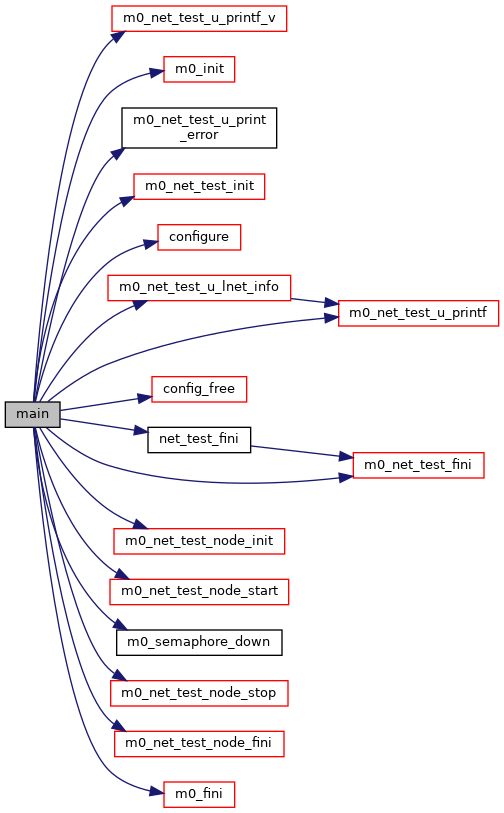 m0_net_test_u_printf_v
m0_init
m0_net_test_u_print
_error
m0_net_test_init
configure
m0_net_test_u_lnet_info
m0_net_test_u_printf
config_free
main
net_test_fini
m0_net_test_fini
m0_net_test_node_init
m0_net_test_node_start
m0_semaphore_down
m0_net_test_node_stop
m0_net_test_node_fini
m0_fini